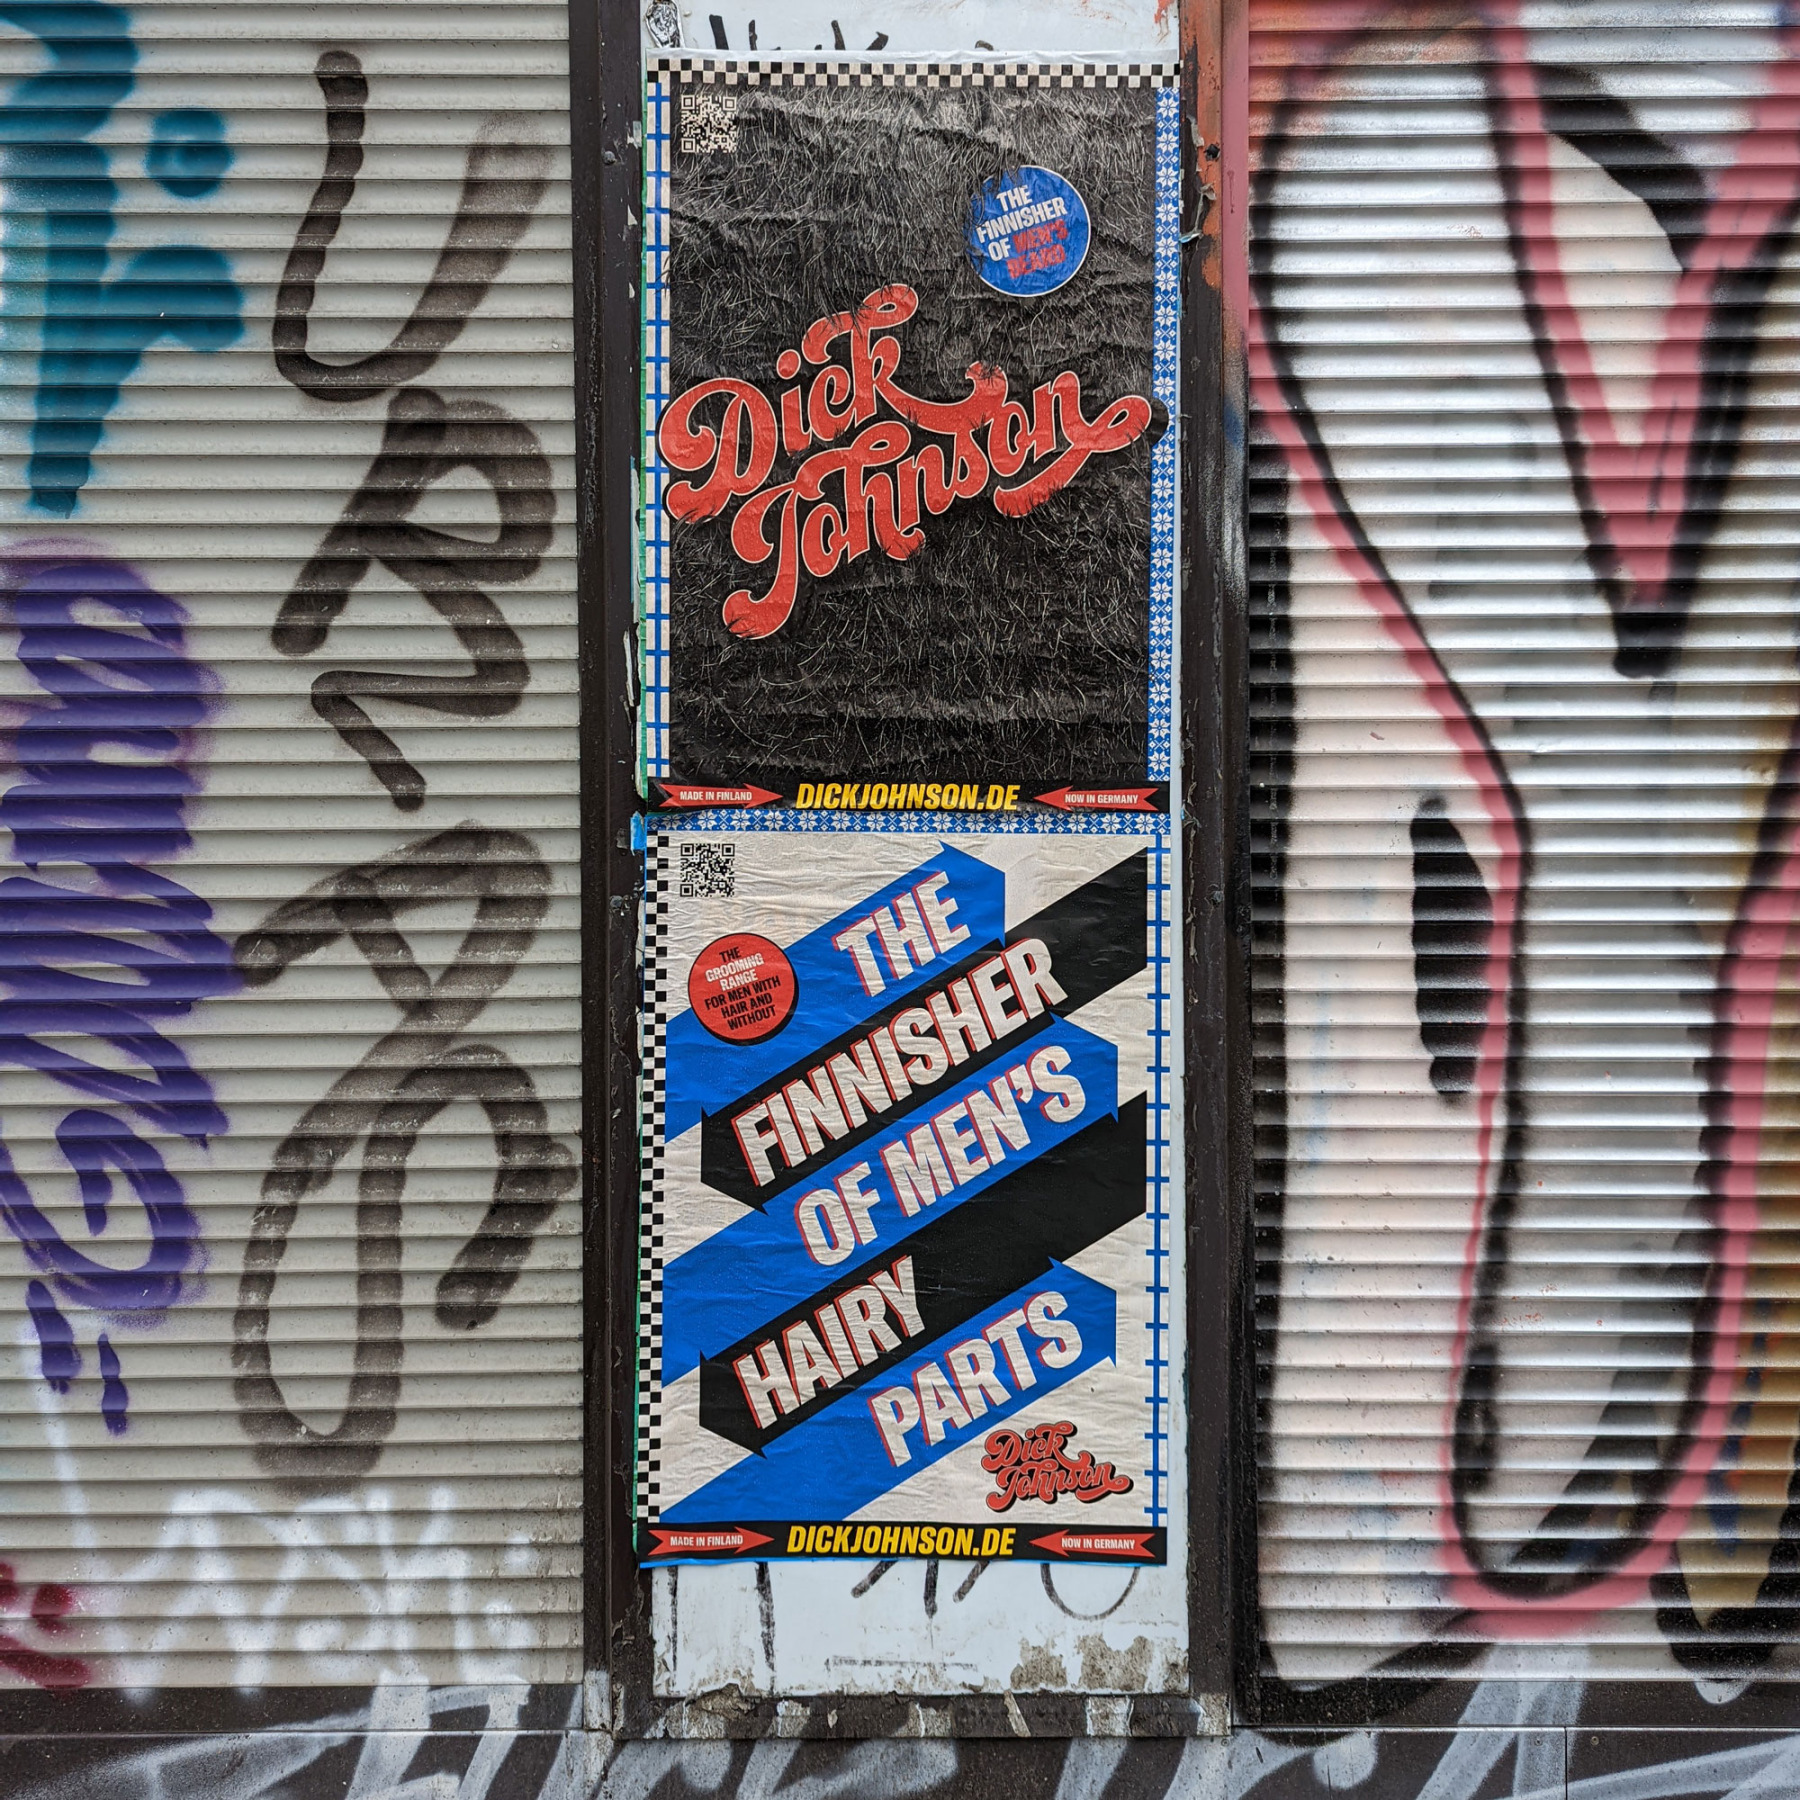 THE
FINNISHER
OF MEN'S
BEARD
Dick
Johnson
MADE IN FINLAND
DICKJOHNSON.DE
NOW IN GERMANY
THE
GROOMING
RANGE
FOR MEN WITH
HAIR AND
WITHOUT
THE
FINNISHER
OF MEN'S
HAIRY
PARTS
Dick
Johnson
MADE IN FINLAND
DICKJOHNSON.DE
NOW IN GERMANY